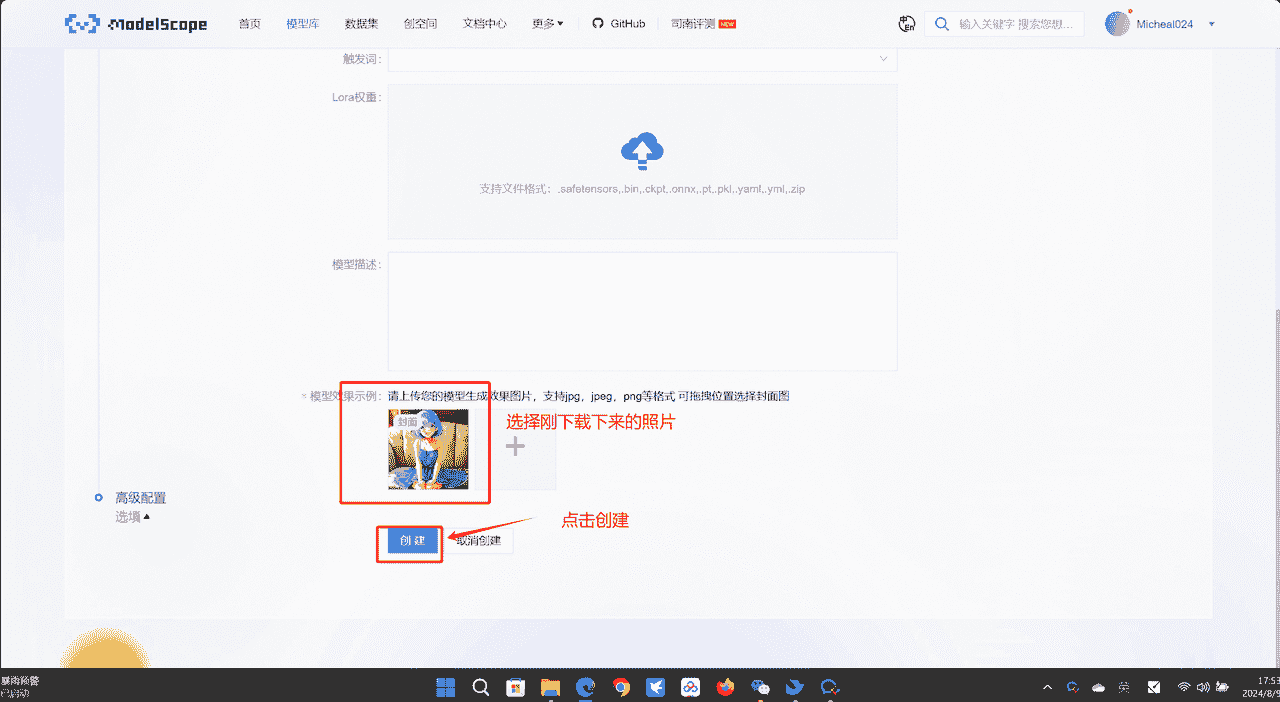 ModelScope 首页 模型库 数据集 创空间 文档中心 更多 GitHub 司南评测 NEW 中En 输入关键字 搜索您想... Micheal024
触发词:
Lora权重:
支持文件格式: .safetensors,.bin,.ckpt,.onnx,.pt,.pkl,.yaml,.yml,.zip
模型描述:
* 模型效果示例: 请上传您的模型生成效果图片，支持jpg，jpeg，png等格式 可拖拽位置选择封面图
封面
选择刚下载下来的照片
高级配置
选填
点击创建
创 建 取消创建
暴雨预警
17:53
2024/8/9